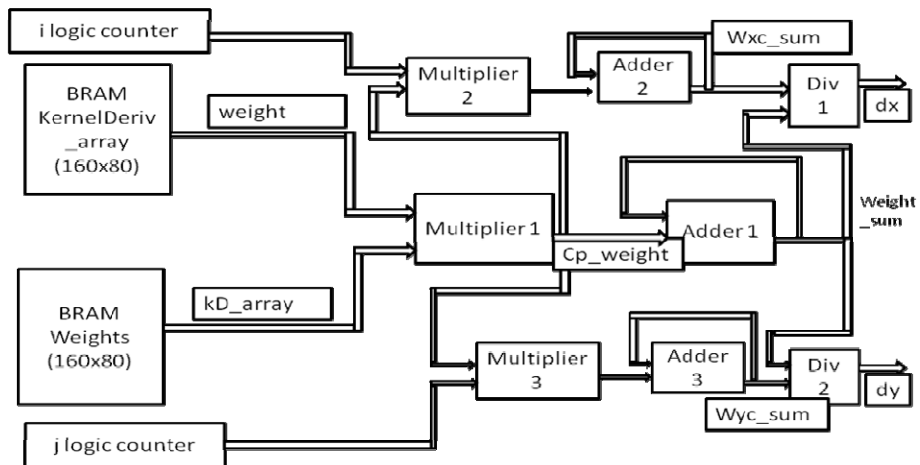 i logic counter
BRAM
KernelDeriv
_array
(160x80)
weight
Multiplier
2
Adder
2
Wxc_sum
Div
1
dx
Multiplier 1
Cp_weight
Adder 1
Weight
_sum
BRAM
Weights
(160x80)
kD_array
Multiplier
3
Adder
3
Wyc_sum
Div
2
dy
j logic counter